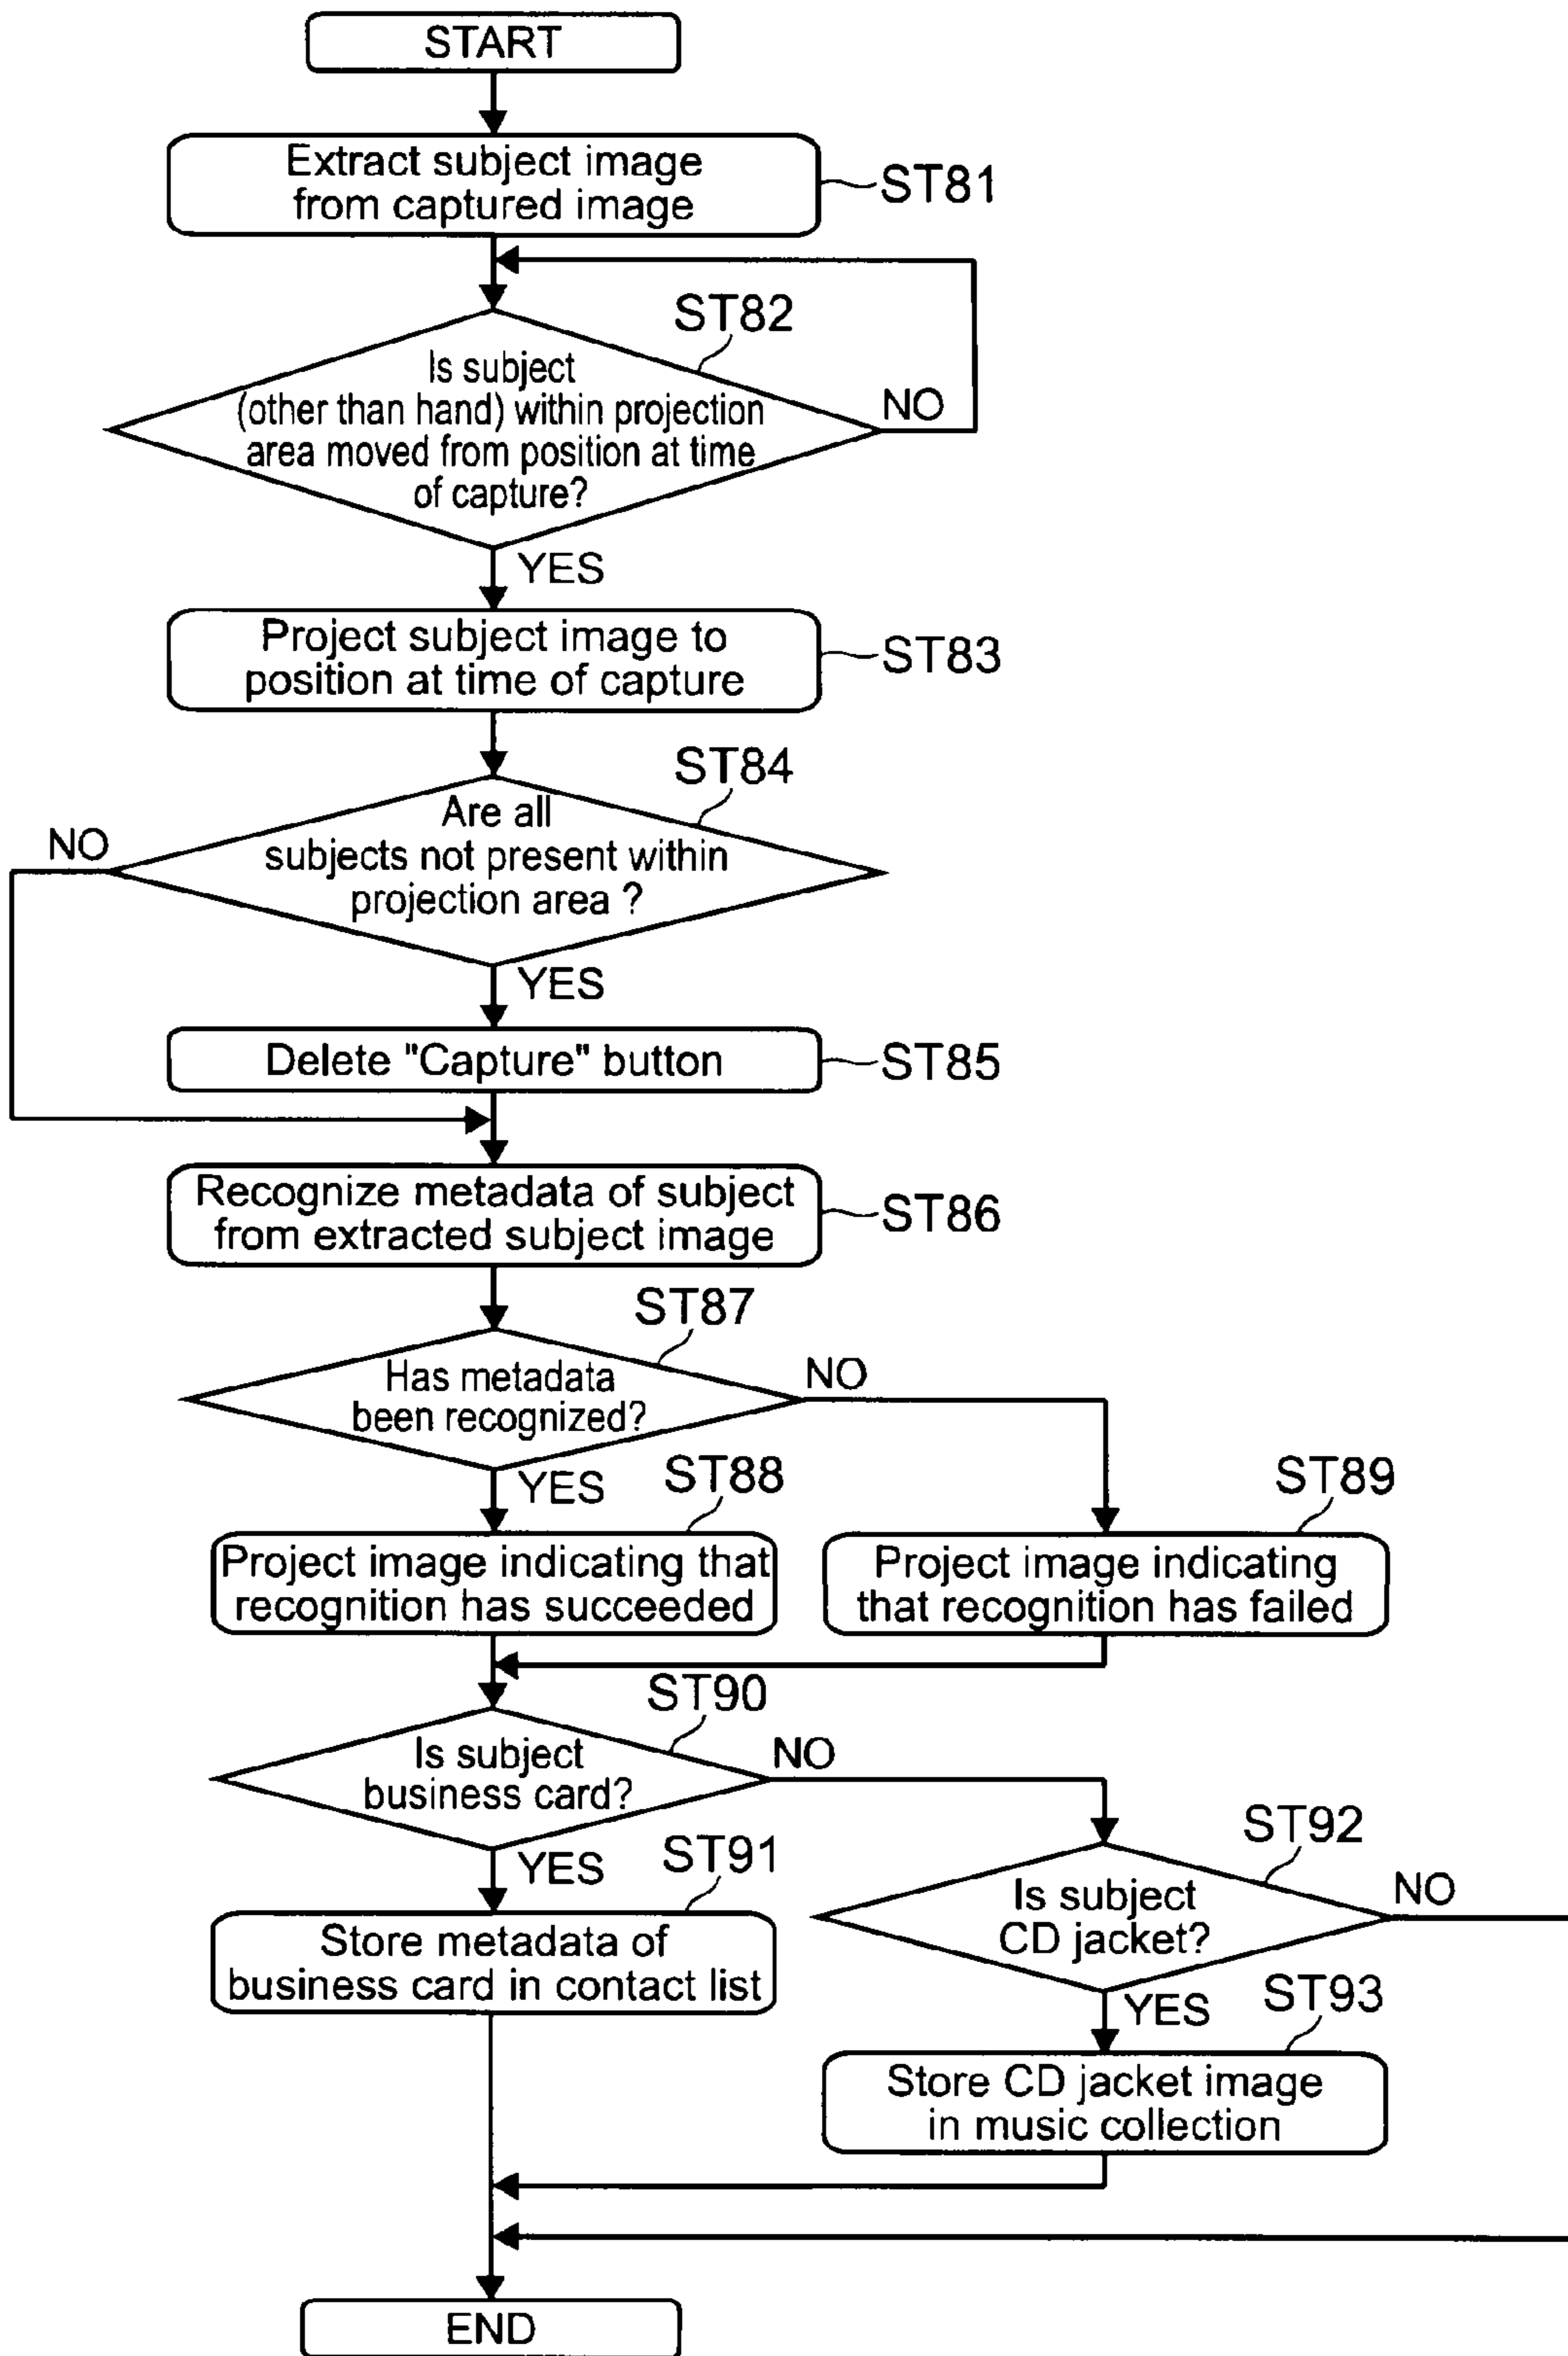 START
Extract subject image
from captured image
ST81
ST82
Is subject
(other than hand) within projection
area moved from position at time
of capture?
NO
YES
Project subject image to
position at time of capture
ST83
ST84
Are all
subjects not present within
projection area ?
NO
YES
Delete "Capture" button
ST85
Recognize metadata of subject
from extracted subject image
ST86
ST87
Has metadata
been recognized?
NO
YES
ST88
Project image indicating that
recognition has succeeded
ST89
Project image indicating
that recognition has failed
ST90
Is subject
business card?
NO
YES
ST91
Store metadata of
business card in contact list
ST92
Is subject
CD jacket?
NO
YES
ST93
Store CD jacket image
in music collection
END